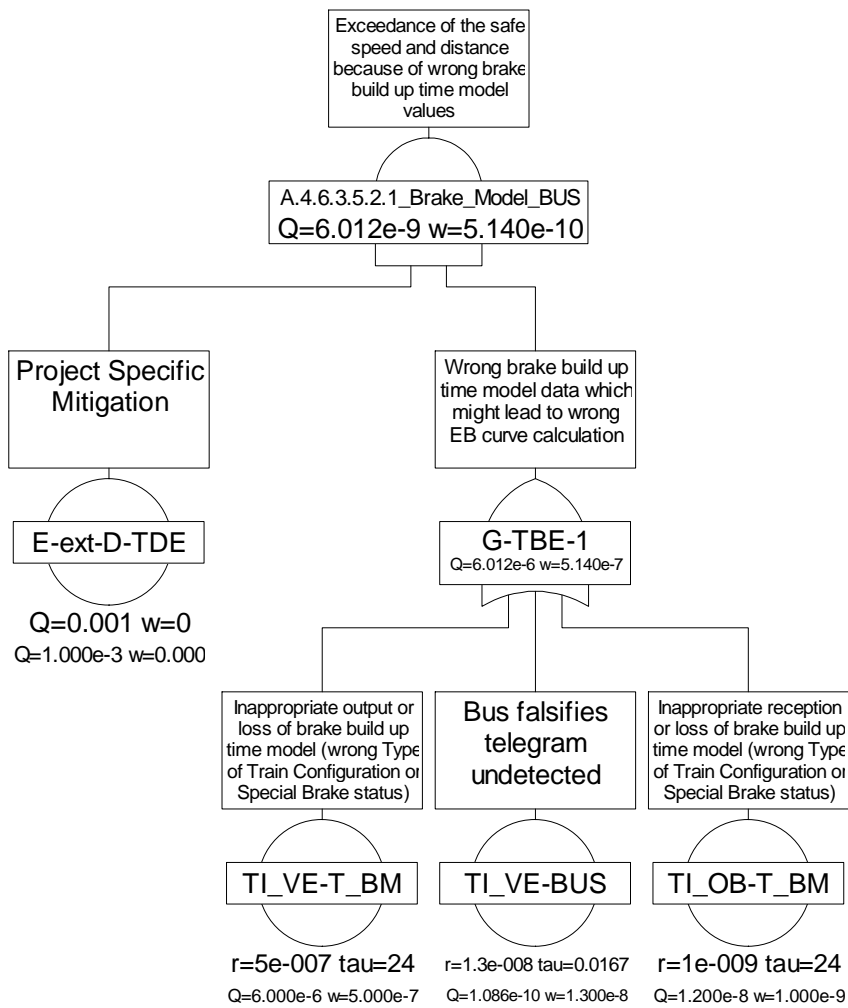 Exceedance of the safe
speed and distance
because of wrong brake
build up time model
values
A.4.6.3.5.2.1_Brake_Model_BUS
Q=6.012e-9 w=5.140e-10
Project Specific
Mitigation
E-ext-D-TDE
Q=0.001 w=0
Q=1.000e-3 w=0.000
Wrong brake build up
time model data which
might lead to wrong
EB curve calculation
G-TBE-1
Q=6.012e-6 w=5.140e-7
Inappropriate output or
loss of brake build up
time model (wrong Type
of Train Configuration or
Special Brake status)
TI_VE-T_BM
r=5e-007 tau=24
Q=6.000e-6 w=5.000e-7
Bus falsifies
telegram
undetected
TI_VE-BUS
r=1.3e-008 tau=0.0167
Q=1.086e-10 w=1.300e-8
Inappropriate reception
or loss of brake build up
time model (wrong Type
of Train Configuration or
Special Brake status)
TI_OB-T_BM
r=1e-009 tau=24
Q=1.200e-8 w=1.000e-9